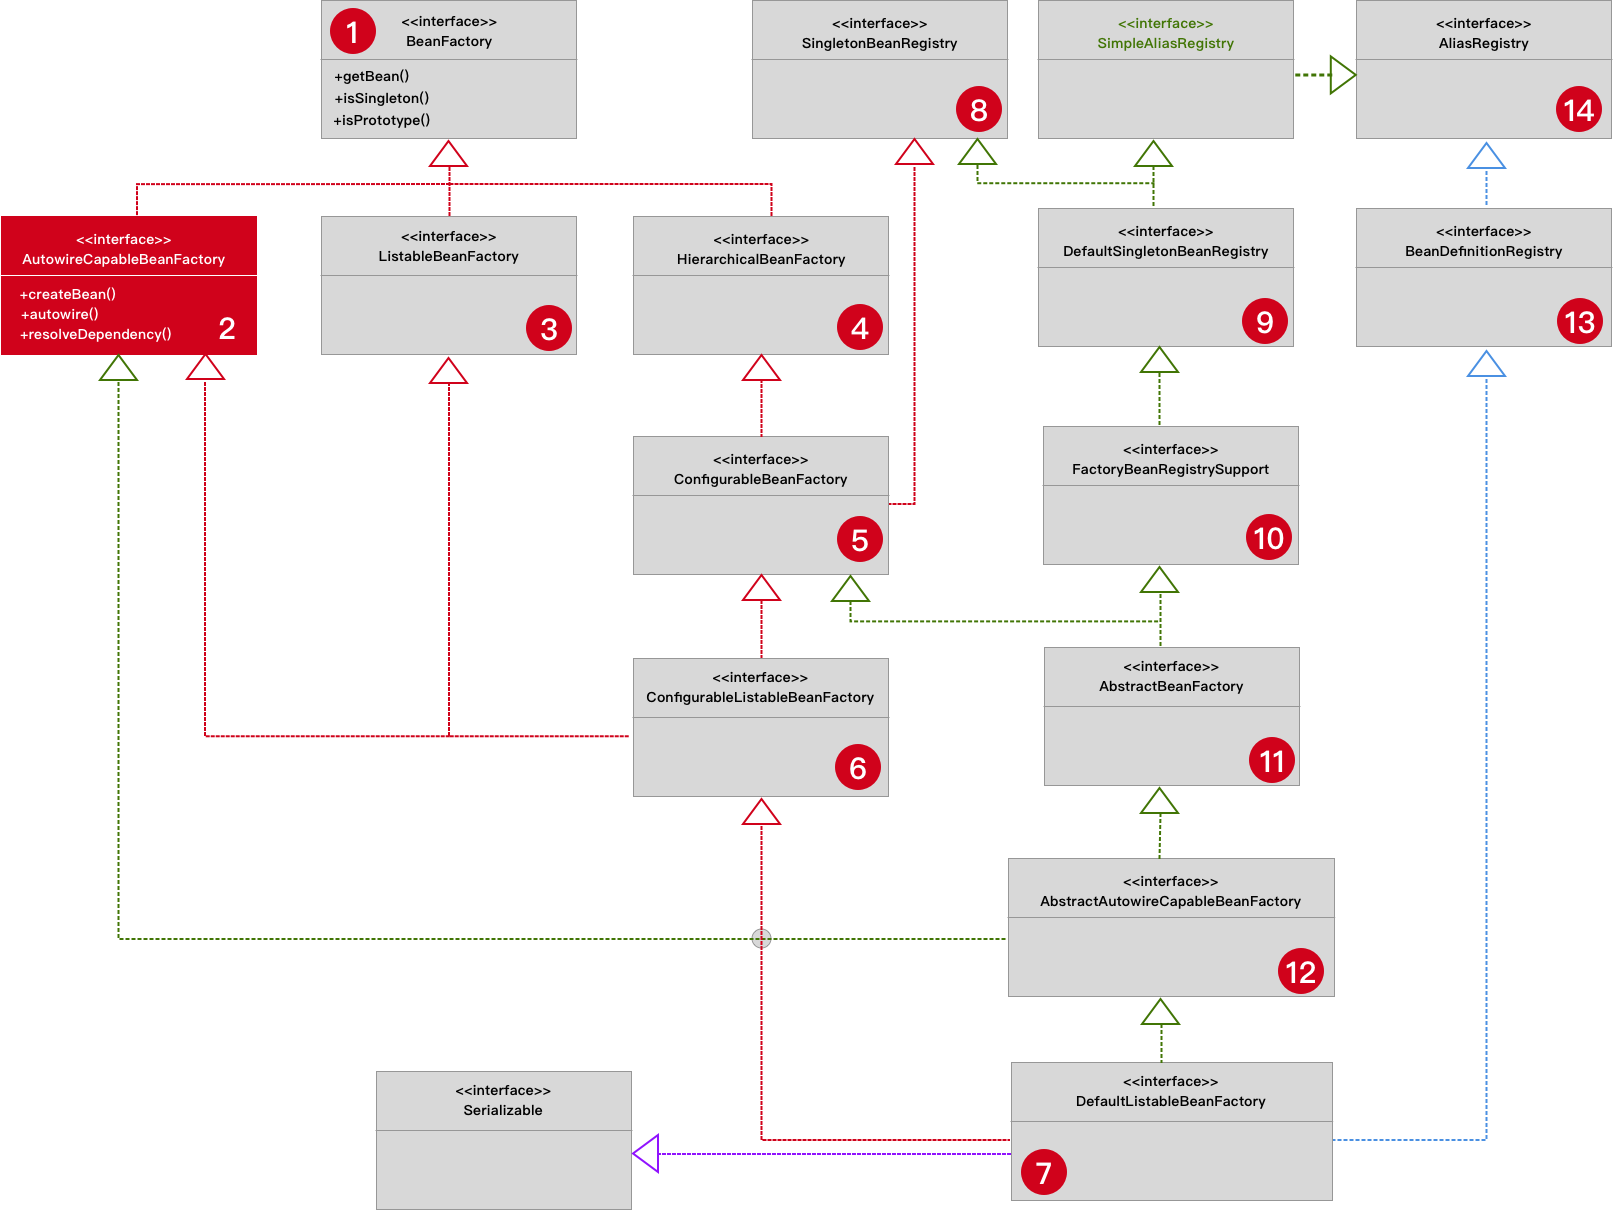 1
<<interface>>
BeanFactory
+getBean()
+isSingleton()
+isPrototype()
<<interface>>
SingletonBeanRegistry
8
<<interface>>
SimpleAliasRegistry
<<interface>>
AliasRegistry
14
<<interface>>
AutowireCapableBeanFactory
+createBean()
+autowire()
+resolveDependency()
2
<<interface>>
ListableBeanFactory
3
<<interface>>
HierarchicalBeanFactory
4
<<interface>>
DefaultSingletonBeanRegistry
9
<<interface>>
BeanDefinitionRegistry
13
<<interface>>
ConfigurableBeanFactory
5
<<interface>>
FactoryBeanRegistrySupport
10
<<interface>>
ConfigurableListableBeanFactory
6
<<interface>>
AbstractBeanFactory
11
<<interface>>
AbstractAutowireCapableBeanFactory
12
<<interface>>
Serializable
<<interface>>
DefaultListableBeanFactory
7